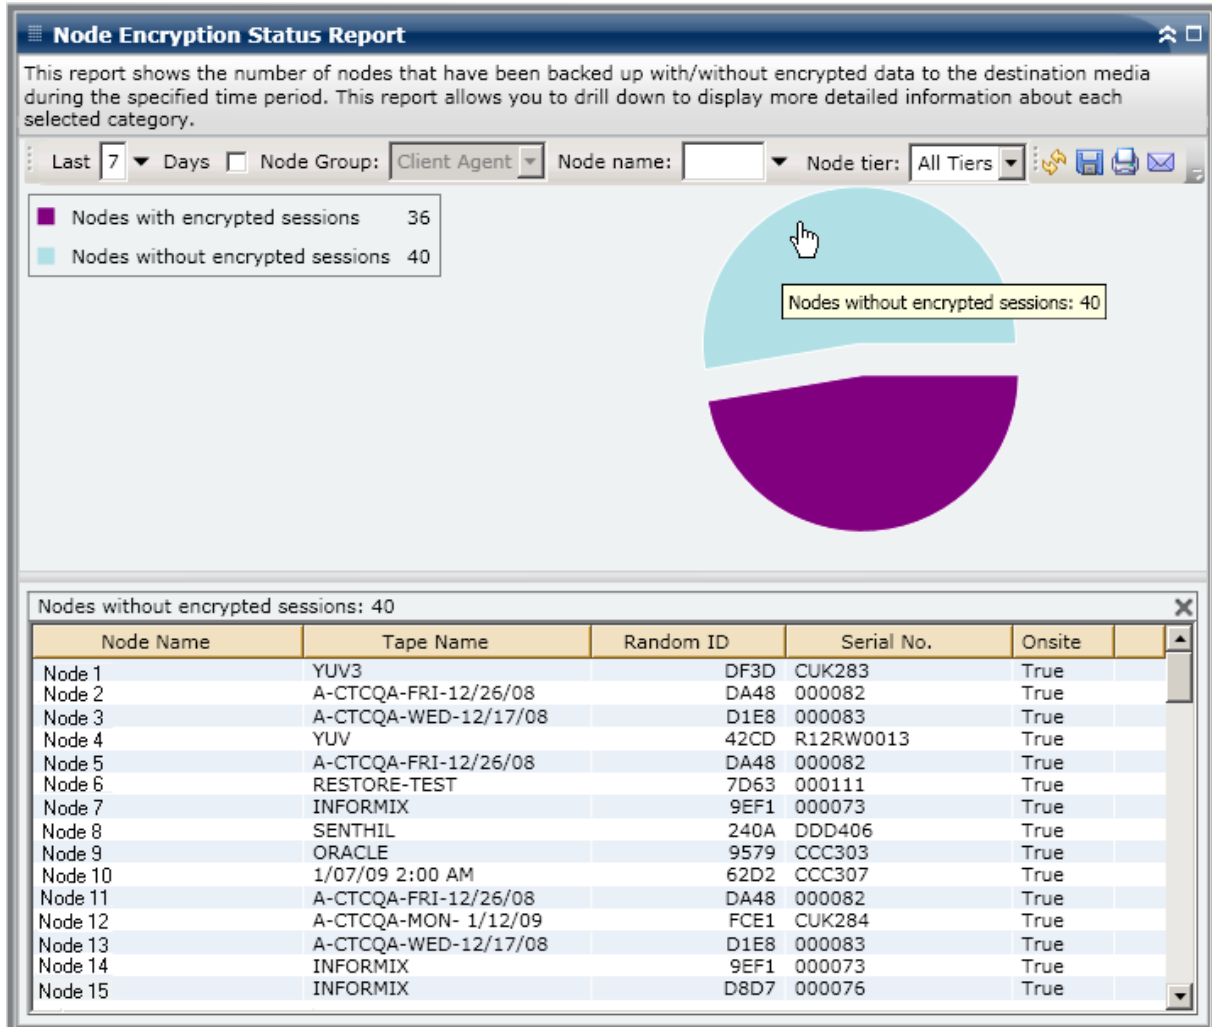 Node Encryption Status Report
This report shows the number of nodes that have been backed up with/without encrypted data to the destination media
during the specified time period. This report allows you to drill down to display more detailed information about each
selected category.
Last 7 Days Node Group: Client Agent Node name: Node tier: All Tiers
Nodes with encrypted sessions 36
Nodes without encrypted sessions 40
Nodes without encrypted sessions: 40
Nodes without encrypted sessions: 40
Node Name Tape Name Random ID Serial No. Onsite
Node 1 YUV3 DF3D CUK283 True
Node 2 A-CTCQA-FRI-12/26/08 DA48 000082 True
Node 3 A-CTCQA-WED-12/17/08 D1E8 000083 True
Node 4 YUV 42CD R12RW0013 True
Node 5 A-CTCQA-FRI-12/26/08 DA48 000082 True
Node 6 RESTORE-TEST 7D63 000111 True
Node 7 INFORMIX 9EF1 000073 True
Node 8 SENTHIL 240A DDD406 True
Node 9 ORACLE 9579 CCC303 True
Node 10 1/07/09 2:00 AM 62D2 CCC307 True
Node 11 A-CTCQA-FRI-12/26/08 DA48 000082 True
Node 12 A-CTCQA-MON- 1/12/09 FCE1 CUK284 True
Node 13 A-CTCQA-WED-12/17/08 D1E8 000083 True
Node 14 INFORMIX 9EF1 000073 True
Node 15 INFORMIX D8D7 000076 True